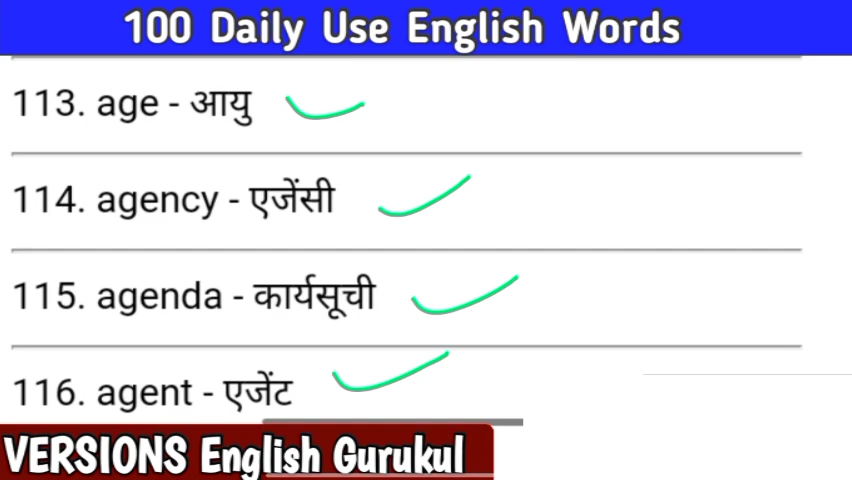 100 Daily Use English Words
113. age - आयु
114. agency - एजेंसी
115. agenda - कार्यसूची
116. agent - एजेंट
VERSIONS English Gurukul